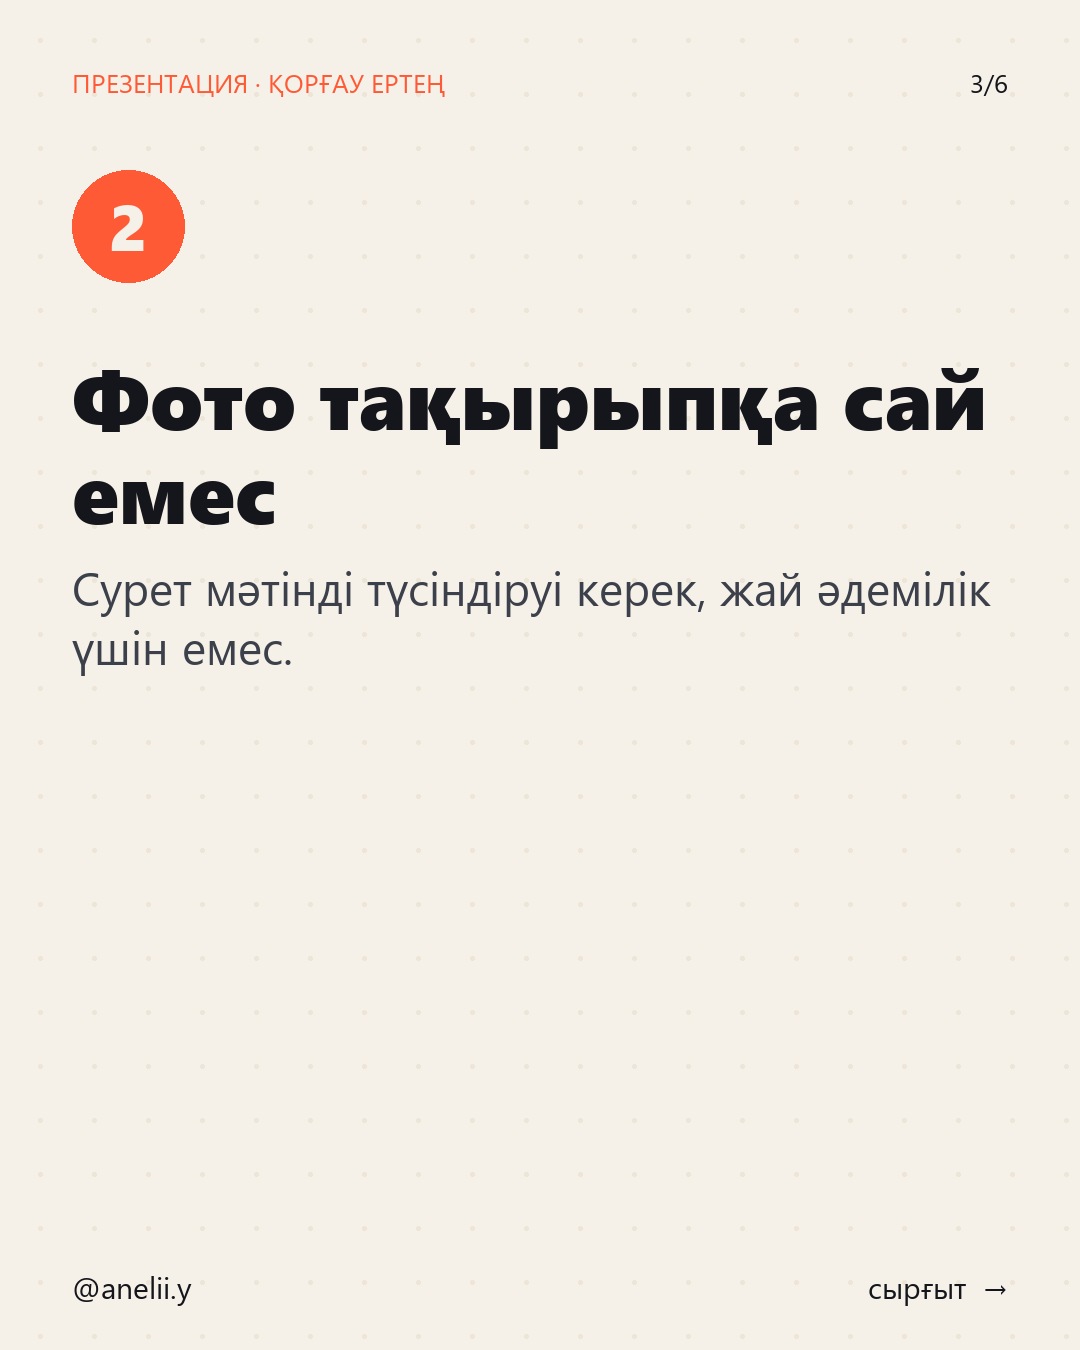 ПРЕЗЕНТАЦИЯ · ҚОРҒАУ ЕРТЕҢ
3/6
2
Фото тақырыпқа сай
емес
Сурет мәтінді түсіндіруі керек, жай әдемілік
үшін емес.
@anelii.y
сырғыт →